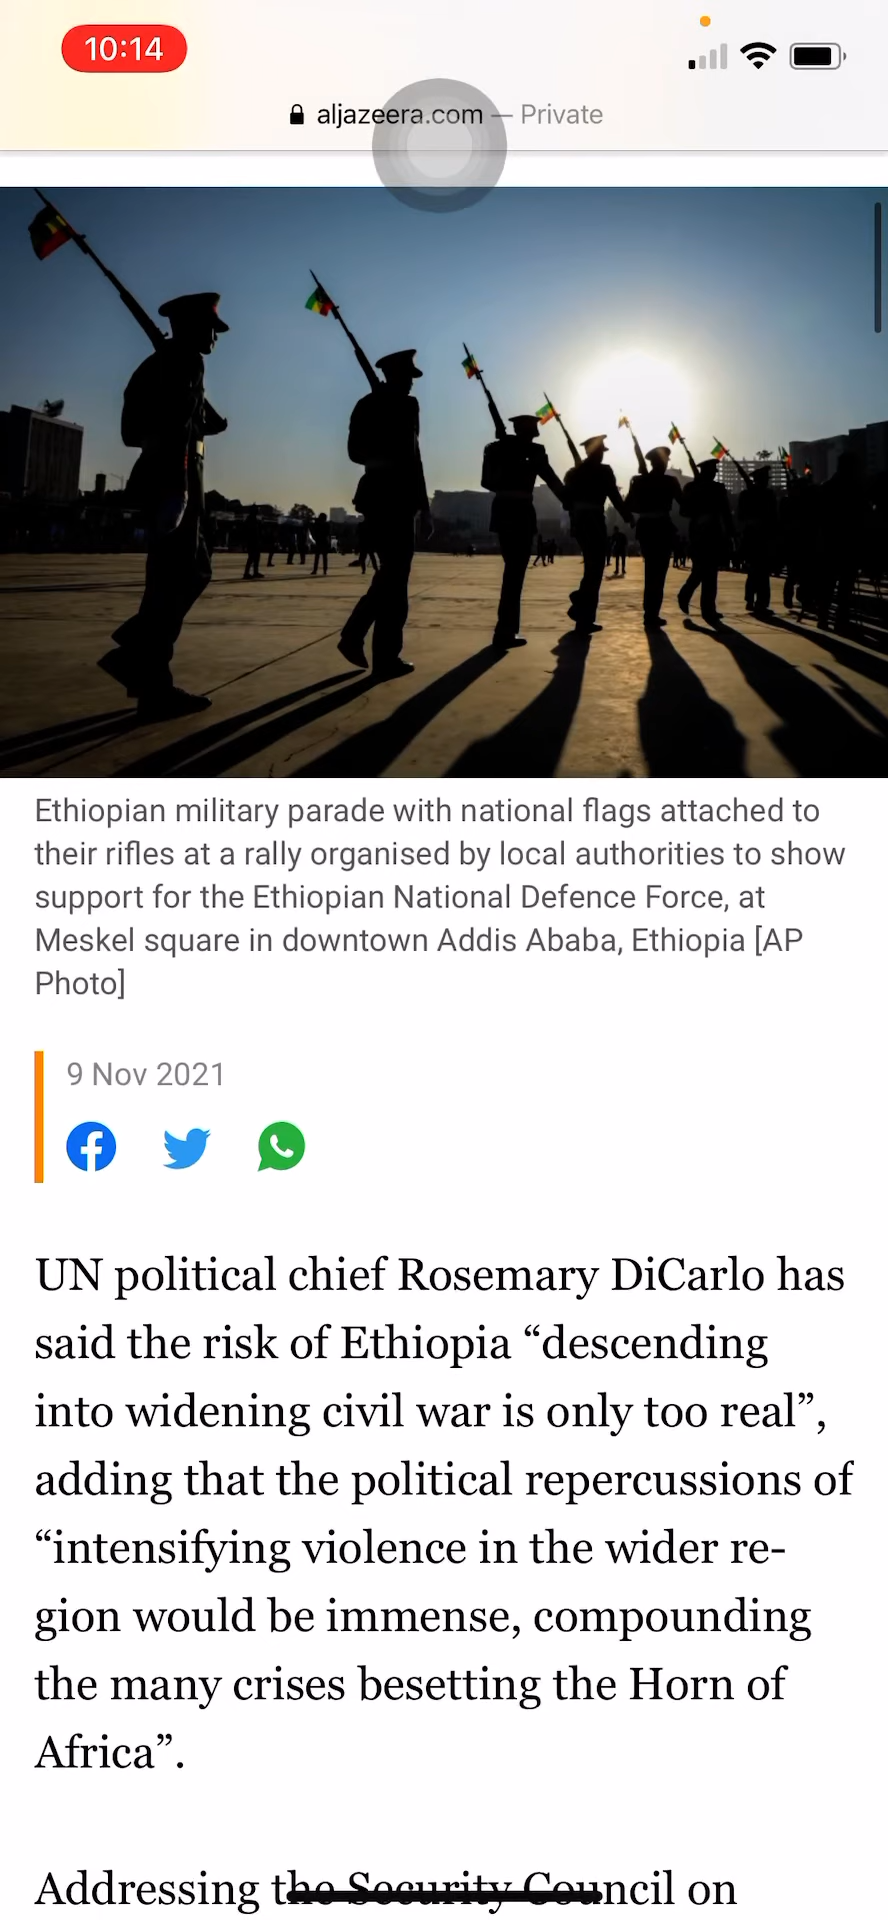 10:14
aljazeera.com — Private
Ethiopian military parade with national flags attached to
their rifles at a rally organised by local authorities to show
support for the Ethiopian National Defence Force, at
Meskel square in downtown Addis Ababa, Ethiopia [AP
Photo]
9 Nov 2021
UN political chief Rosemary DiCarlo has
said the risk of Ethiopia “descending
into widening civil war is only too real”,
adding that the political repercussions of
“intensifying violence in the wider re-
gion would be immense, compounding
the many crises besetting the Horn of
Africa”.
Addressing the Security Council on